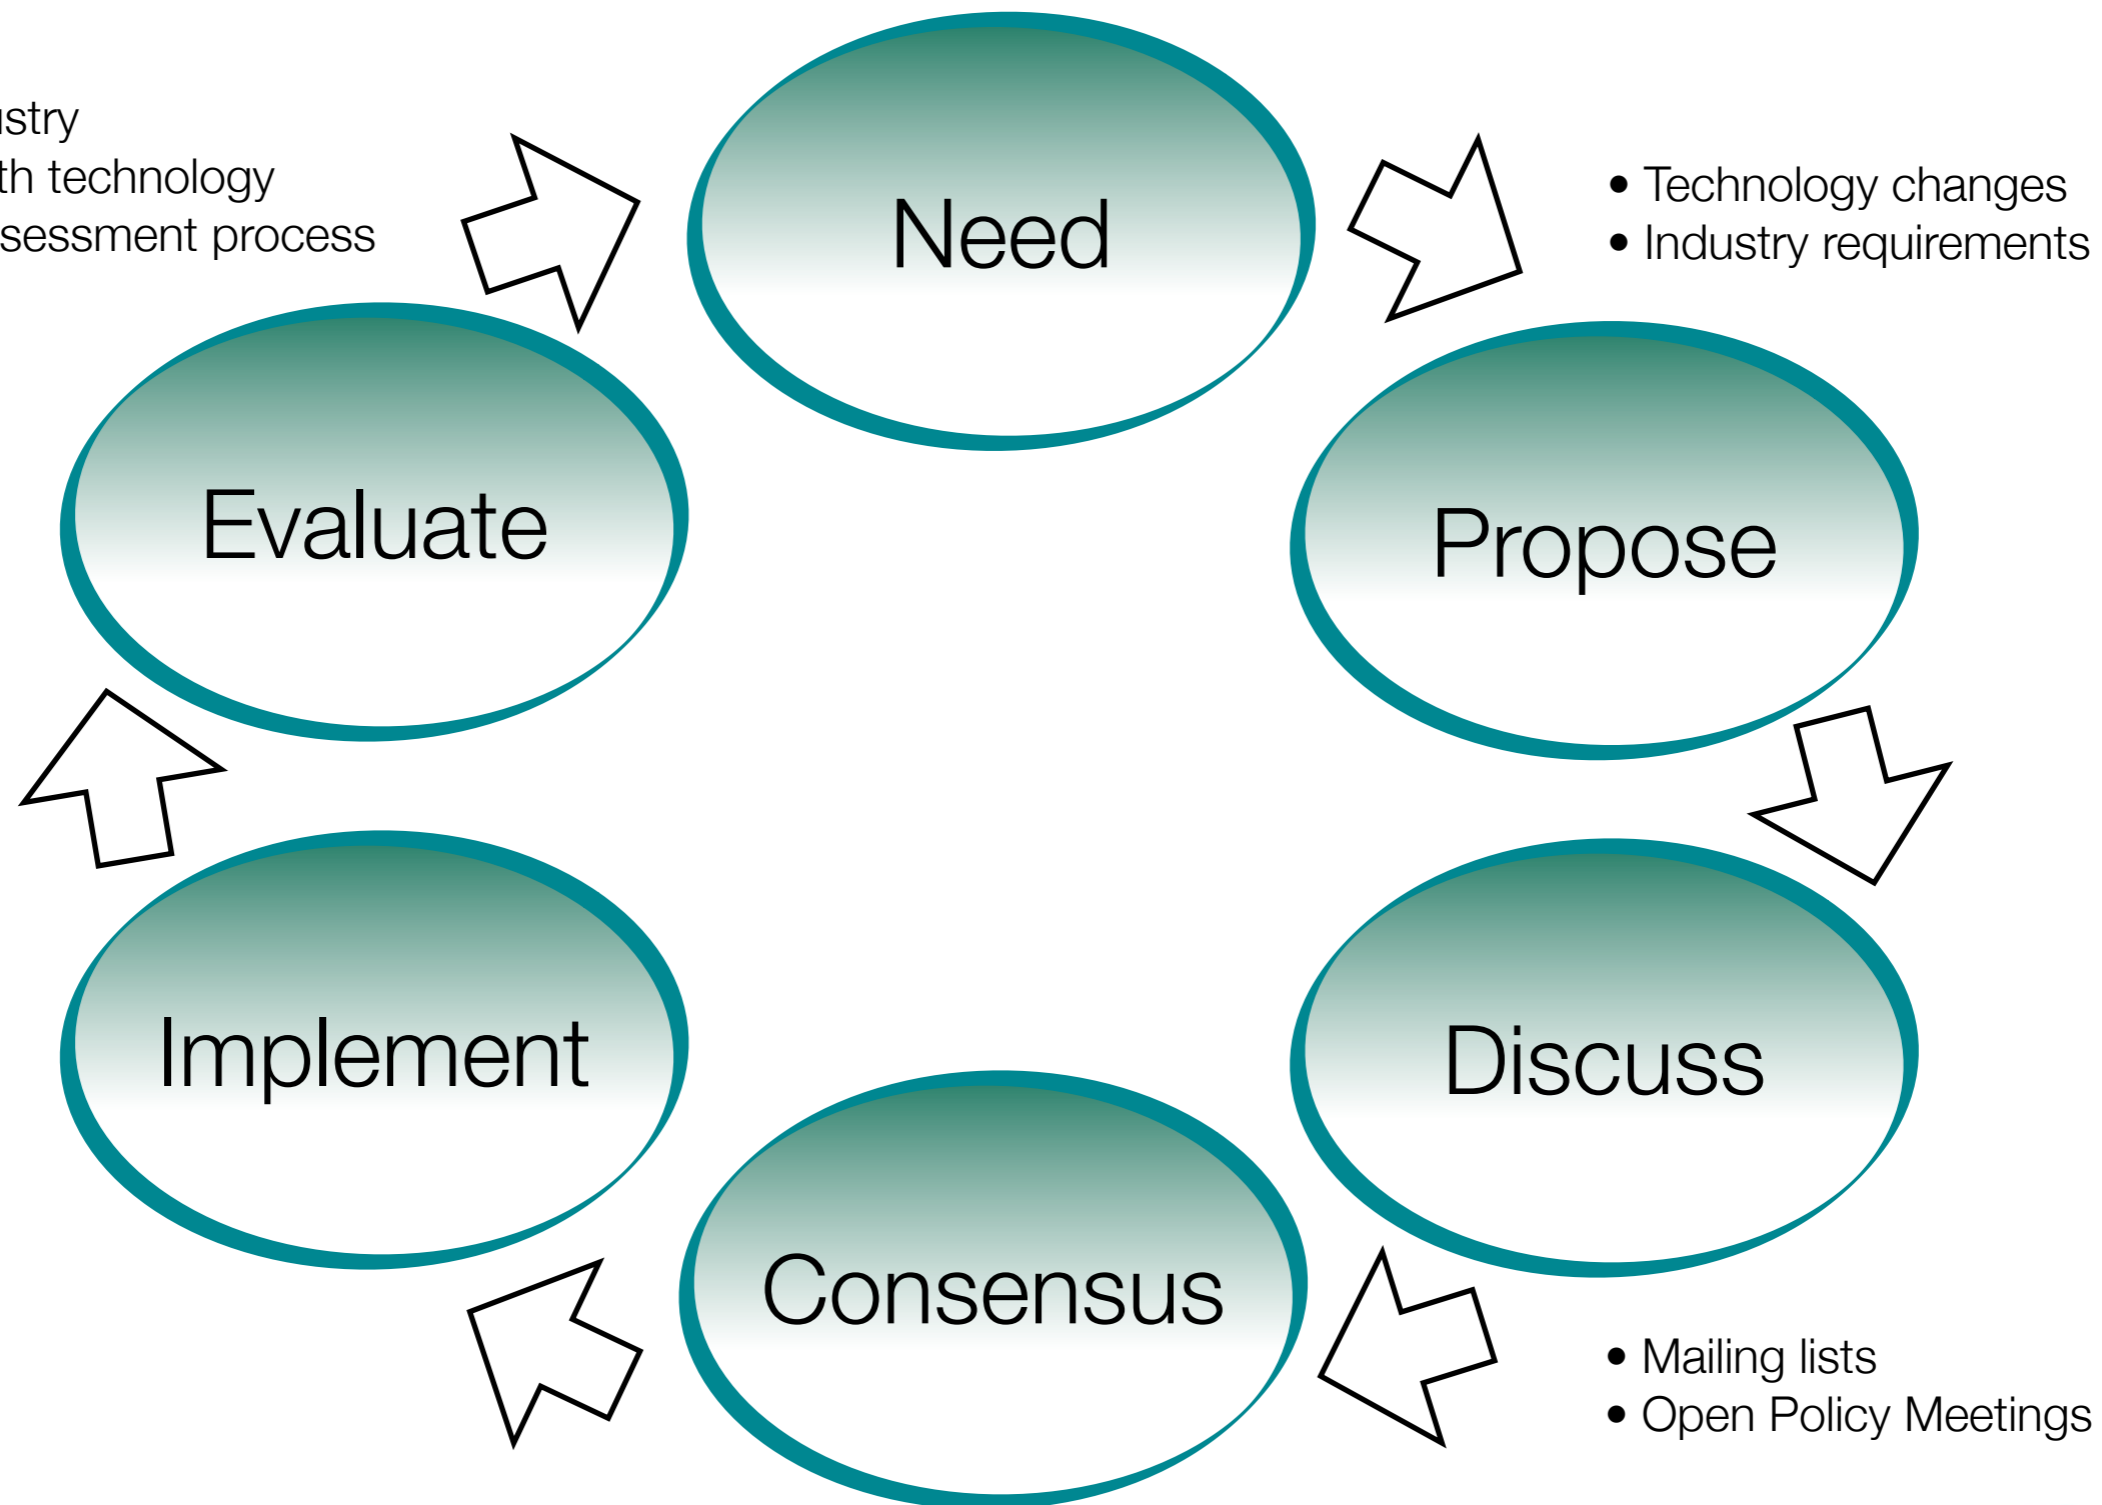 ustry
th technology
sessment process
Need
• Technology changes
• Industry requirements
Evaluate
Propose
Implement
Discuss
Consensus
• Mailing lists
• Open Policy Meetings